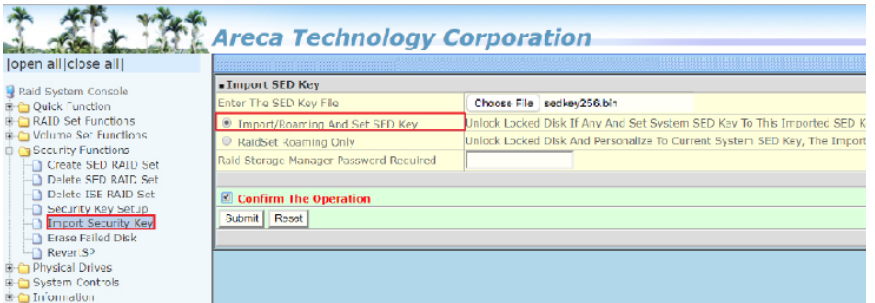 Areca Technology Corporation
|open all|close all|
Raid System Console
Quick Function
RAID Set Functions
Volume Set Functions
Security Functions
Create SED RAID Set
Delete SED RAID Set
Delete ISE RAID Set
Security Key Setup
Import Security Key
Erase Failed Disk
RevertSP
Physical Drives
System Controls
Information
Import SED Key
Enter The SED Key File Choose File sedkey256.bin
Import/Roaming And Set SED Key Unlock Locked Disk If Any And Set System SED Key To This Imported SED K
RaidSet Roaming Only Unlock Locked Disk And Personalize To Current System SED Key, The Import
Raid Storage Manager Password Required
Confirm The Operation
Submit Reset